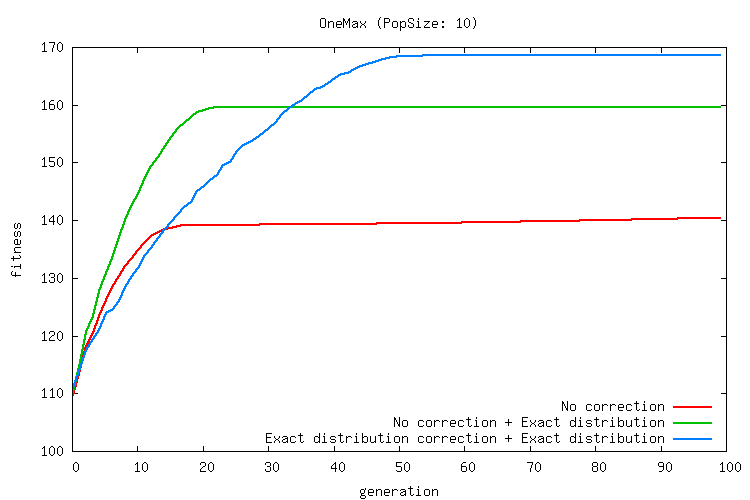 OneMax (PopSize: 10)
170
160
150
140
130
120
110
100
fitness
No correction
No correction + Exact distribution
Exact distribution correction + Exact distribution
0 10 20 30 40 50 60 70 80 90 100
generation